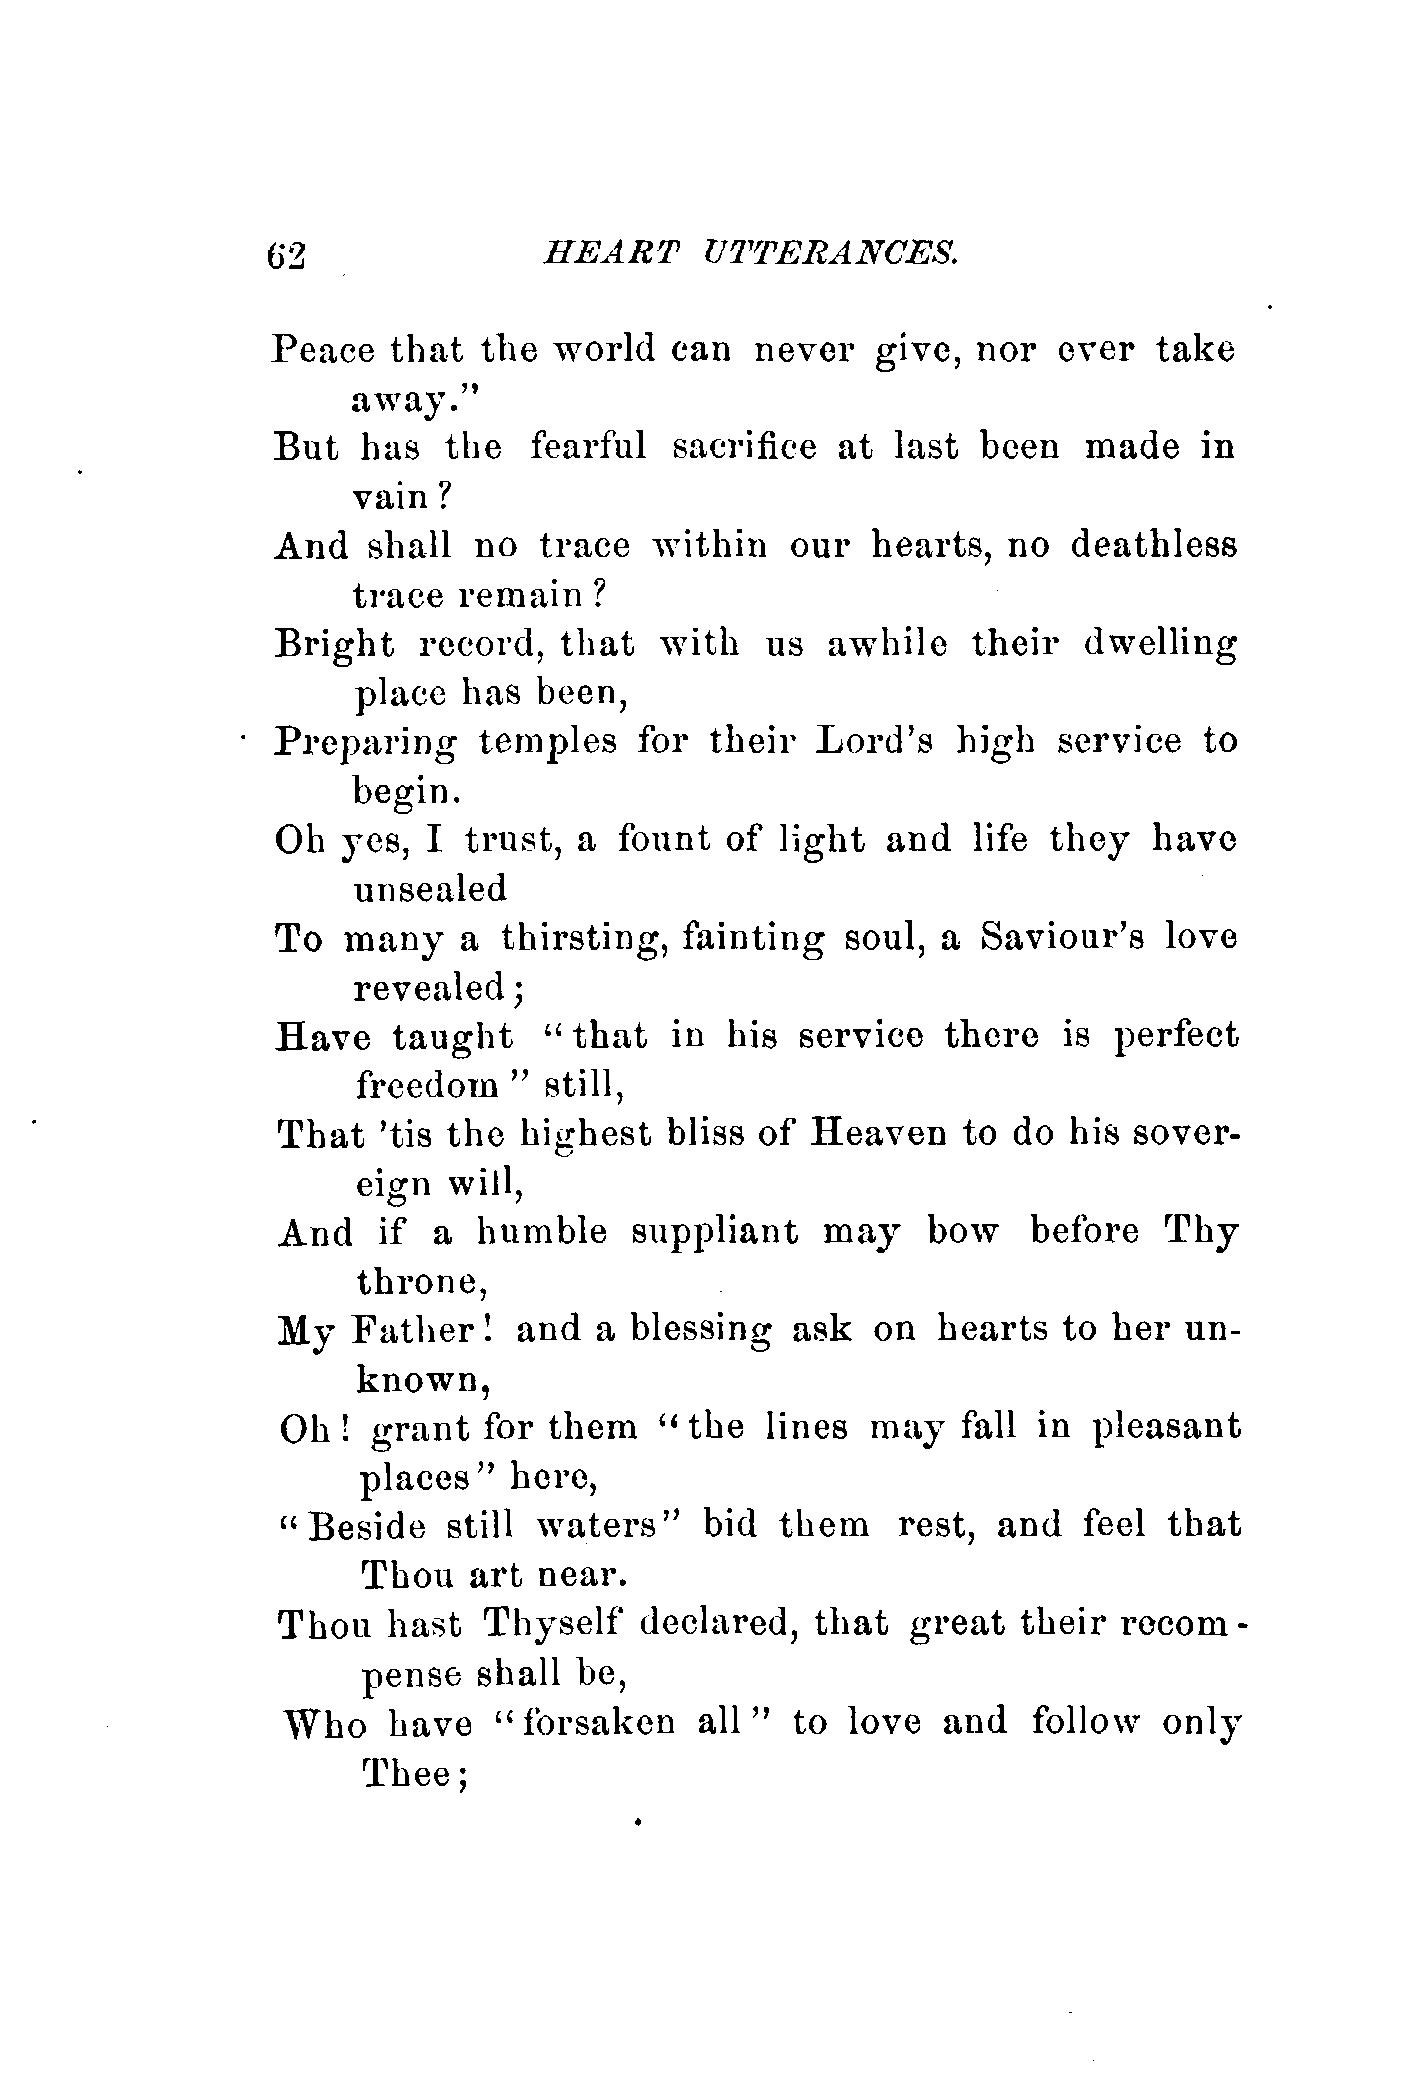 62 HEART UTTERANCES.
Peace that the world can never give, nor ever take
away."
But has the fearful sacrifice at last been made in
vain?
And shall no trace within our hearts, no deathless
trace remain?
Bright record, that with us awhile their dwelling
place has been,
Preparing temples for their Lord's high service to
begin.
Oh yes, I trust, a fount of light and life they have
unsealed
To many a thirsting, fainting soul, a Saviour's love
revealed;
Have taught "that in his service there is perfect
freedom" still,
That 'tis the highest bliss of Heaven to do his sover-
eign will,
And if a humble suppliant may bow before Thy
throne,
My Father! and a blessing ask on hearts to her un-
known,
Oh! grant for them "the lines may fall in pleasant
places" here,
"Beside still waters" bid them rest, and feel that
Thou art near.
Thou hast Thyself declared, that great their recom-
pense shall be,
Who have "forsaken all" to love and follow only
Thee;